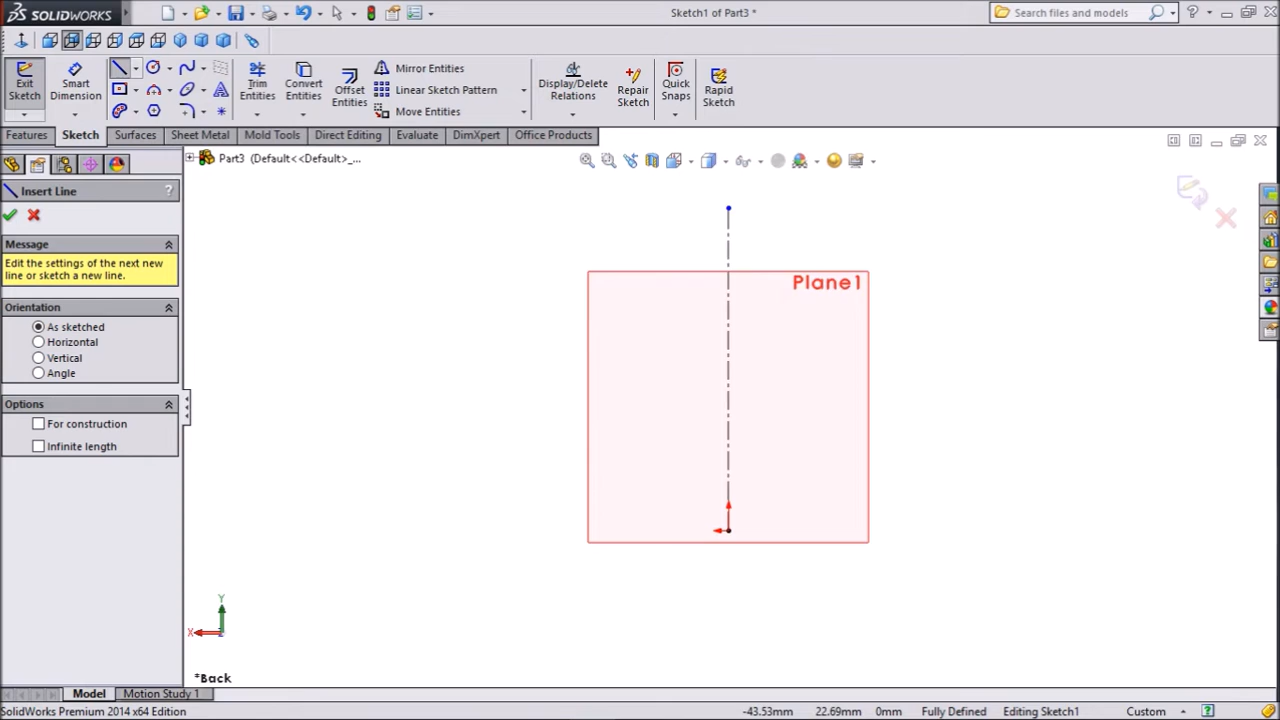 SOLIDWORKS
Sketch1 of Part3 *
Search files and models
Exit Sketch
Smart Dimension
Trim Entities
Convert Entities
Offset Entities
Mirror Entities
Linear Sketch Pattern
Move Entities
Display/Delete Relations
Repair Sketch
Quick Snaps
Rapid Sketch
Features Sketch Surfaces Sheet Metal Mold Tools Direct Editing Evaluate DimXpert Office Products
Part3 (Default<<Default>_...
Insert Line
?
Message
Edit the settings of the next new
line or sketch a new line.
Orientation
As sketched
Horizontal
Vertical
Angle
Options
For construction
Infinite length
Plane1
Y
X
Z
*Back
Model Motion Study 1
SolidWorks Premium 2014 x64 Edition -43.53mm 22.69mm 0mm Fully Defined Editing Sketch1 Custom ?